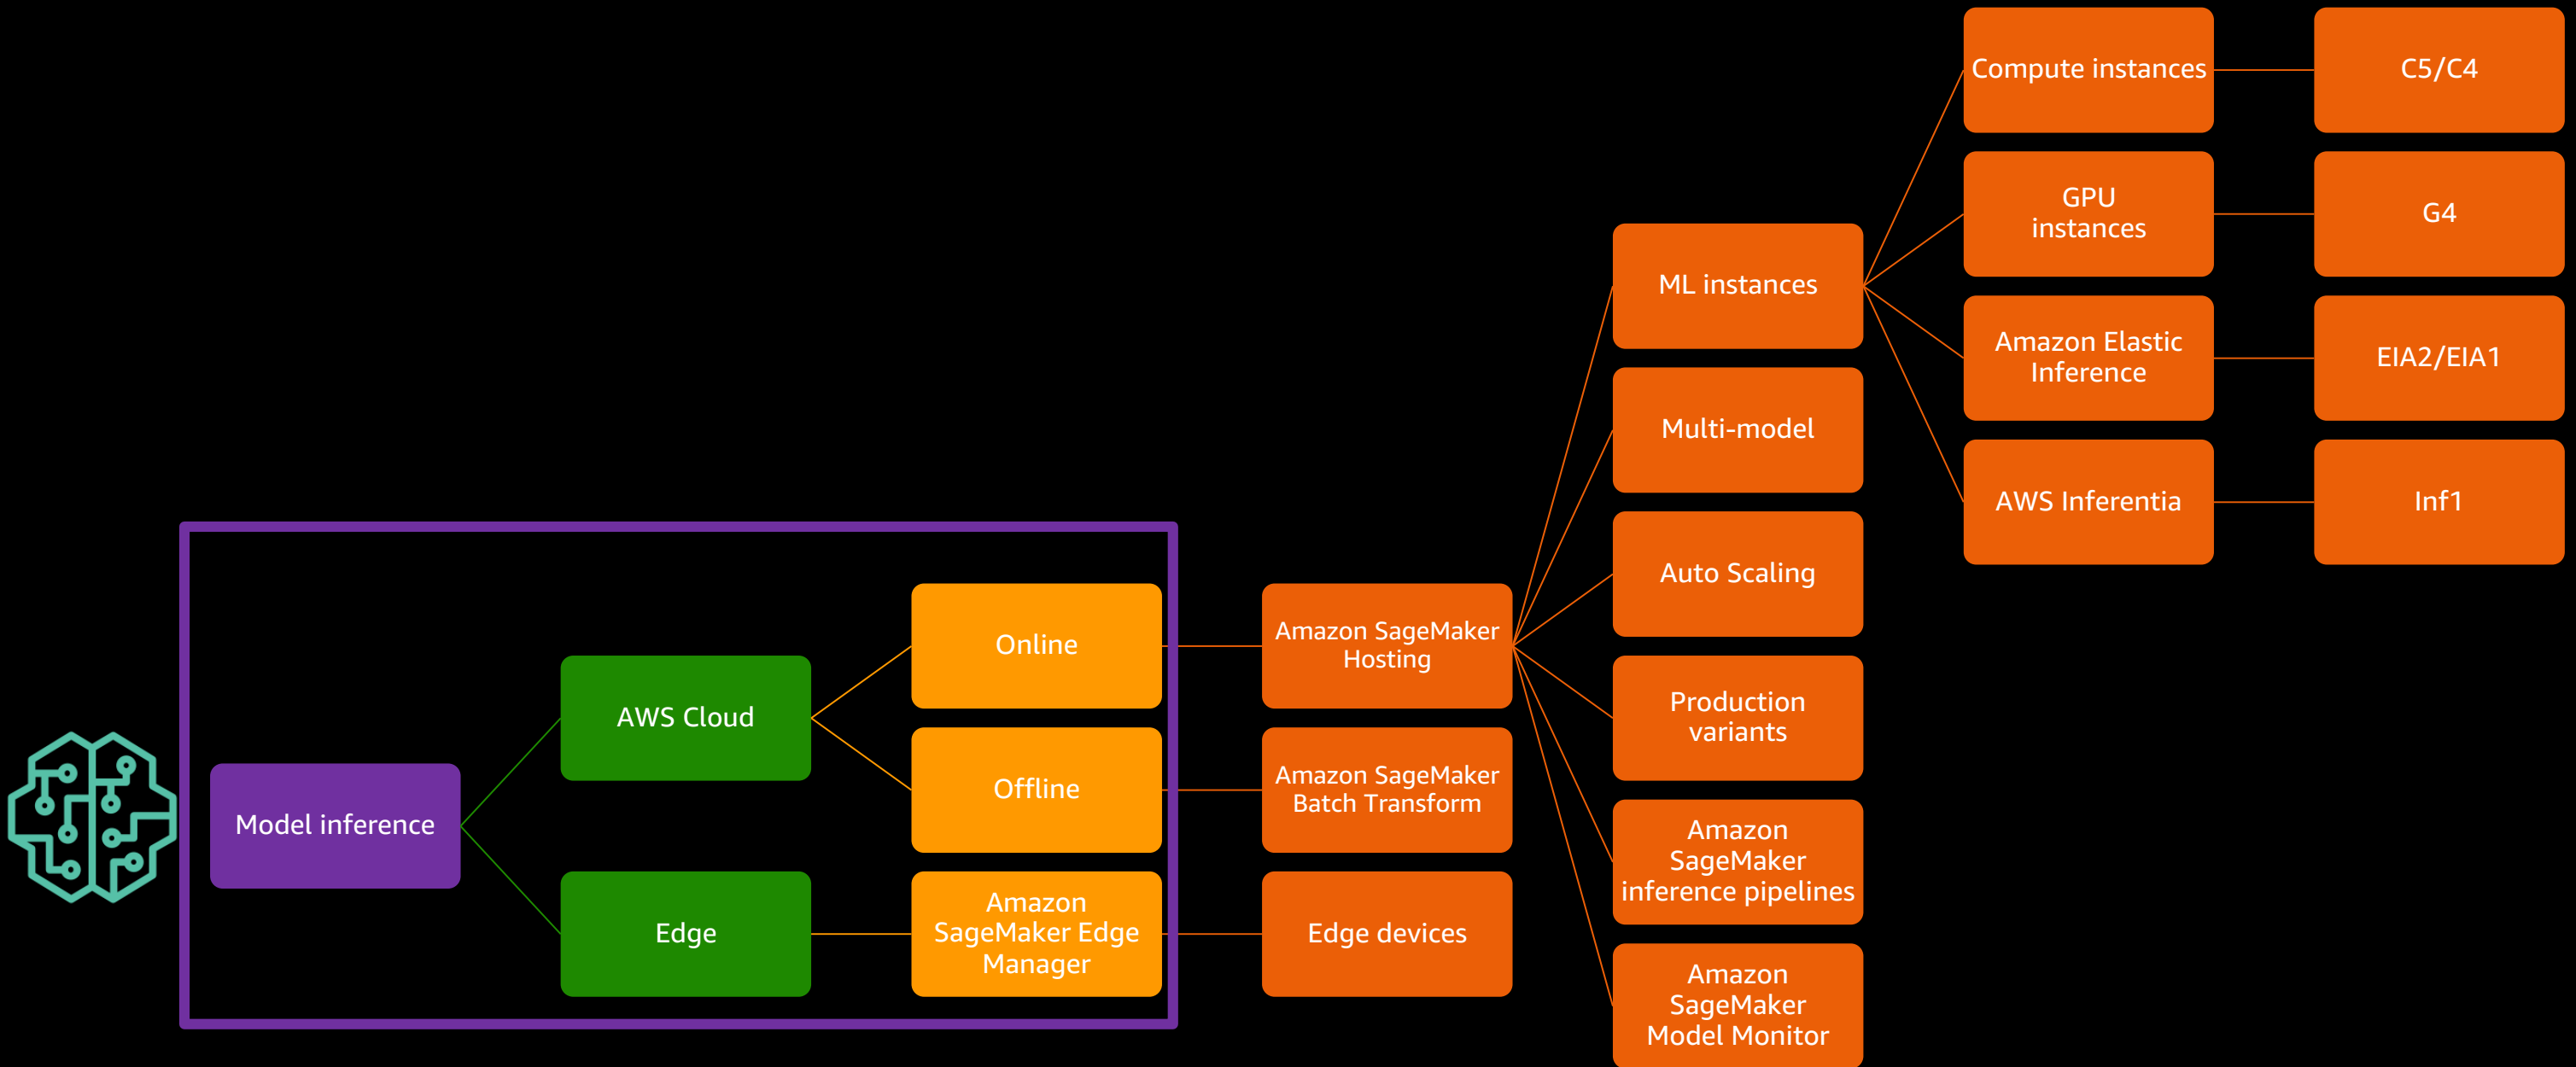 Model inference
AWS Cloud
Edge
Online
Offline
Amazon
SageMaker Edge
Manager
Amazon SageMaker
Hosting
Amazon SageMaker
Batch Transform
Edge devices
ML instances
Multi-model
Auto Scaling
Production
variants
Amazon
SageMaker
inference pipelines
Amazon
SageMaker
Model Monitor
Compute instances
GPU
instances
Amazon Elastic
Inference
AWS Inferentia
C5/C4
G4
EIA2/EIA1
Inf1